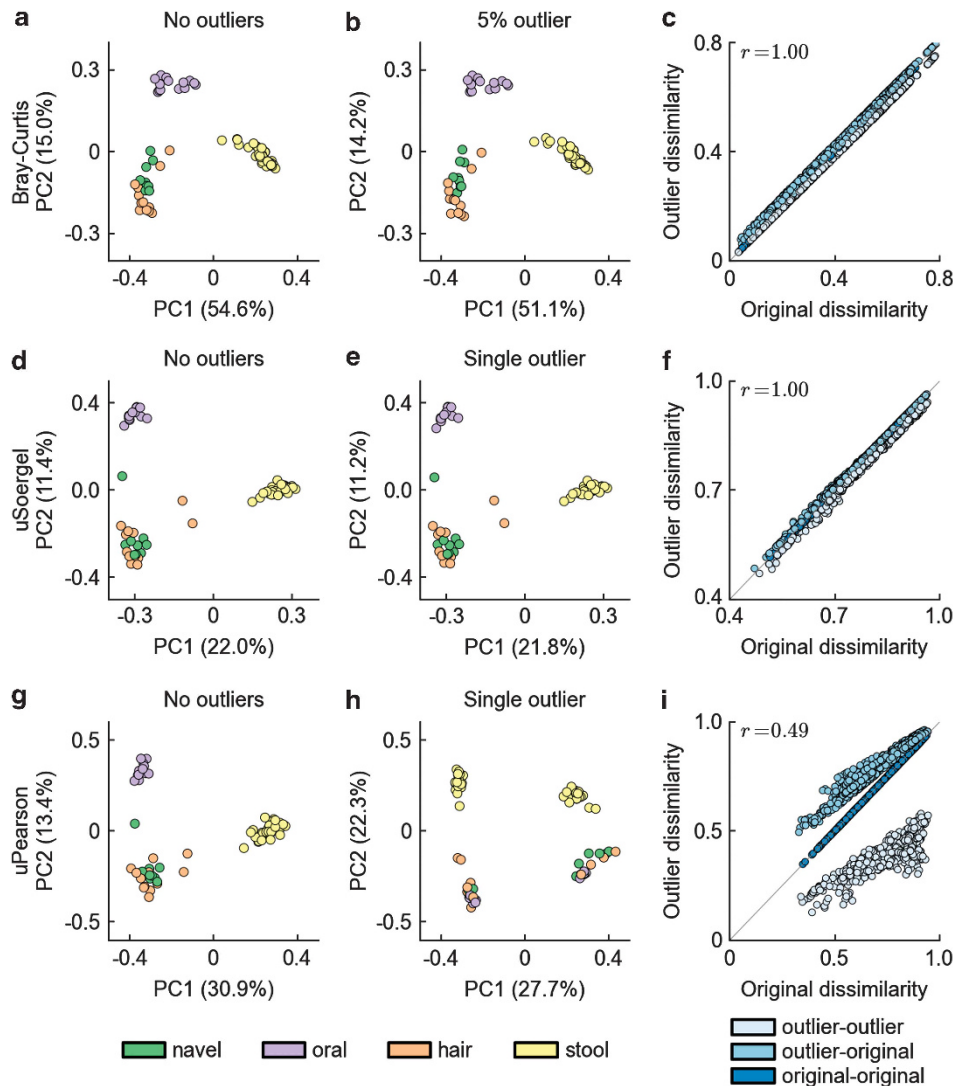 a
No outliers
b
5% outlier
c
Bray-Curtis
PC2 (15.0%)
0.3
0
-0.3
-0.4
0
0.4
PC1 (54.6%)
PC2 (14.2%)
0.3
0
-0.3
-0.4
0
0.4
PC1 (51.1%)
Outlier dissimilarity
r=1.00
0.8
0.4
0
0
0.4
0.8
Original dissimilarity
d
No outliers
e
Single outlier
f
uSoergel
PC2 (11.4%)
0.4
0.0
-0.4
-0.3
0
0.3
PC1 (22.0%)
PC2 (11.2%)
0.4
0.0
-0.4
-0.3
0
0.3
PC1 (21.8%)
Outlier dissimilarity
r=1.00
1.0
0.7
0.4
0.4
0.7
1.0
Original dissimilarity
g
No outliers
h
Single outlier
i
uPearson
PC2 (13.4%)
0.5
0
-0.5
-0.4
0
0.4
PC1 (30.9%)
PC2 (22.3%)
0.5
0
-0.5
-0.4
0
0.4
PC1 (27.7%)
Outlier dissimilarity
r=0.49
1.0
0.5
0
0
0.5
1.0
Original dissimilarity
navel
oral
hair
stool
outlier-outlier
outlier-original
original-original